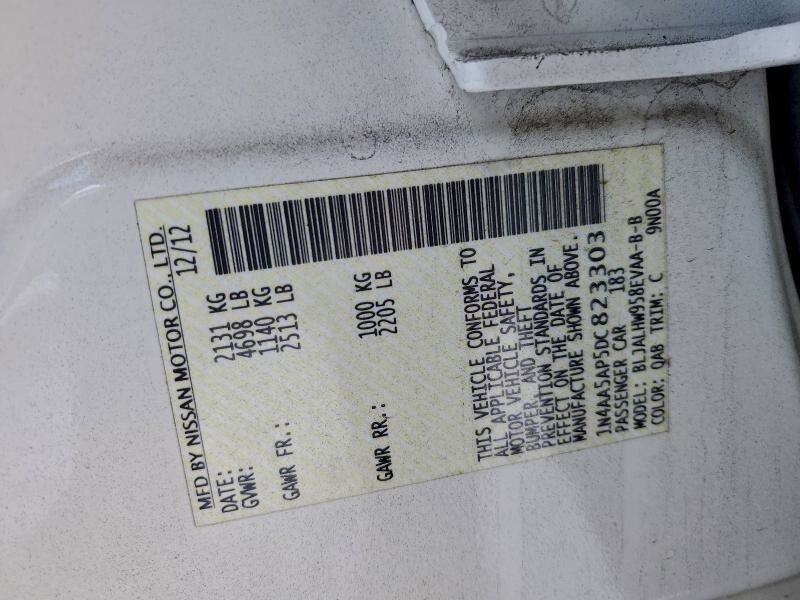 MFD BY NISSAN MOTOR CO., LTD.
DATE: 12/12
GVWR: 2131 KG
4698 LB
GAWR FR.: 1140 KG
2513 LB
GAWR RR.: 1000 KG
2205 LB
THIS VEHICLE CONFORMS TO
ALL APPLICABLE FEDERAL
MOTOR VEHICLE SAFETY,
BUMPER, AND THEFT
PREVENTION STANDARDS IN
EFFECT ON THE DATE OF
MANUFACTURE SHOWN ABOVE.
1N4AA5AP5DC823303
PASSENGER CAR 183
MODEL: BLJALHW958EVAA-B-B
COLOR: QAB TRIM: C 9N00A